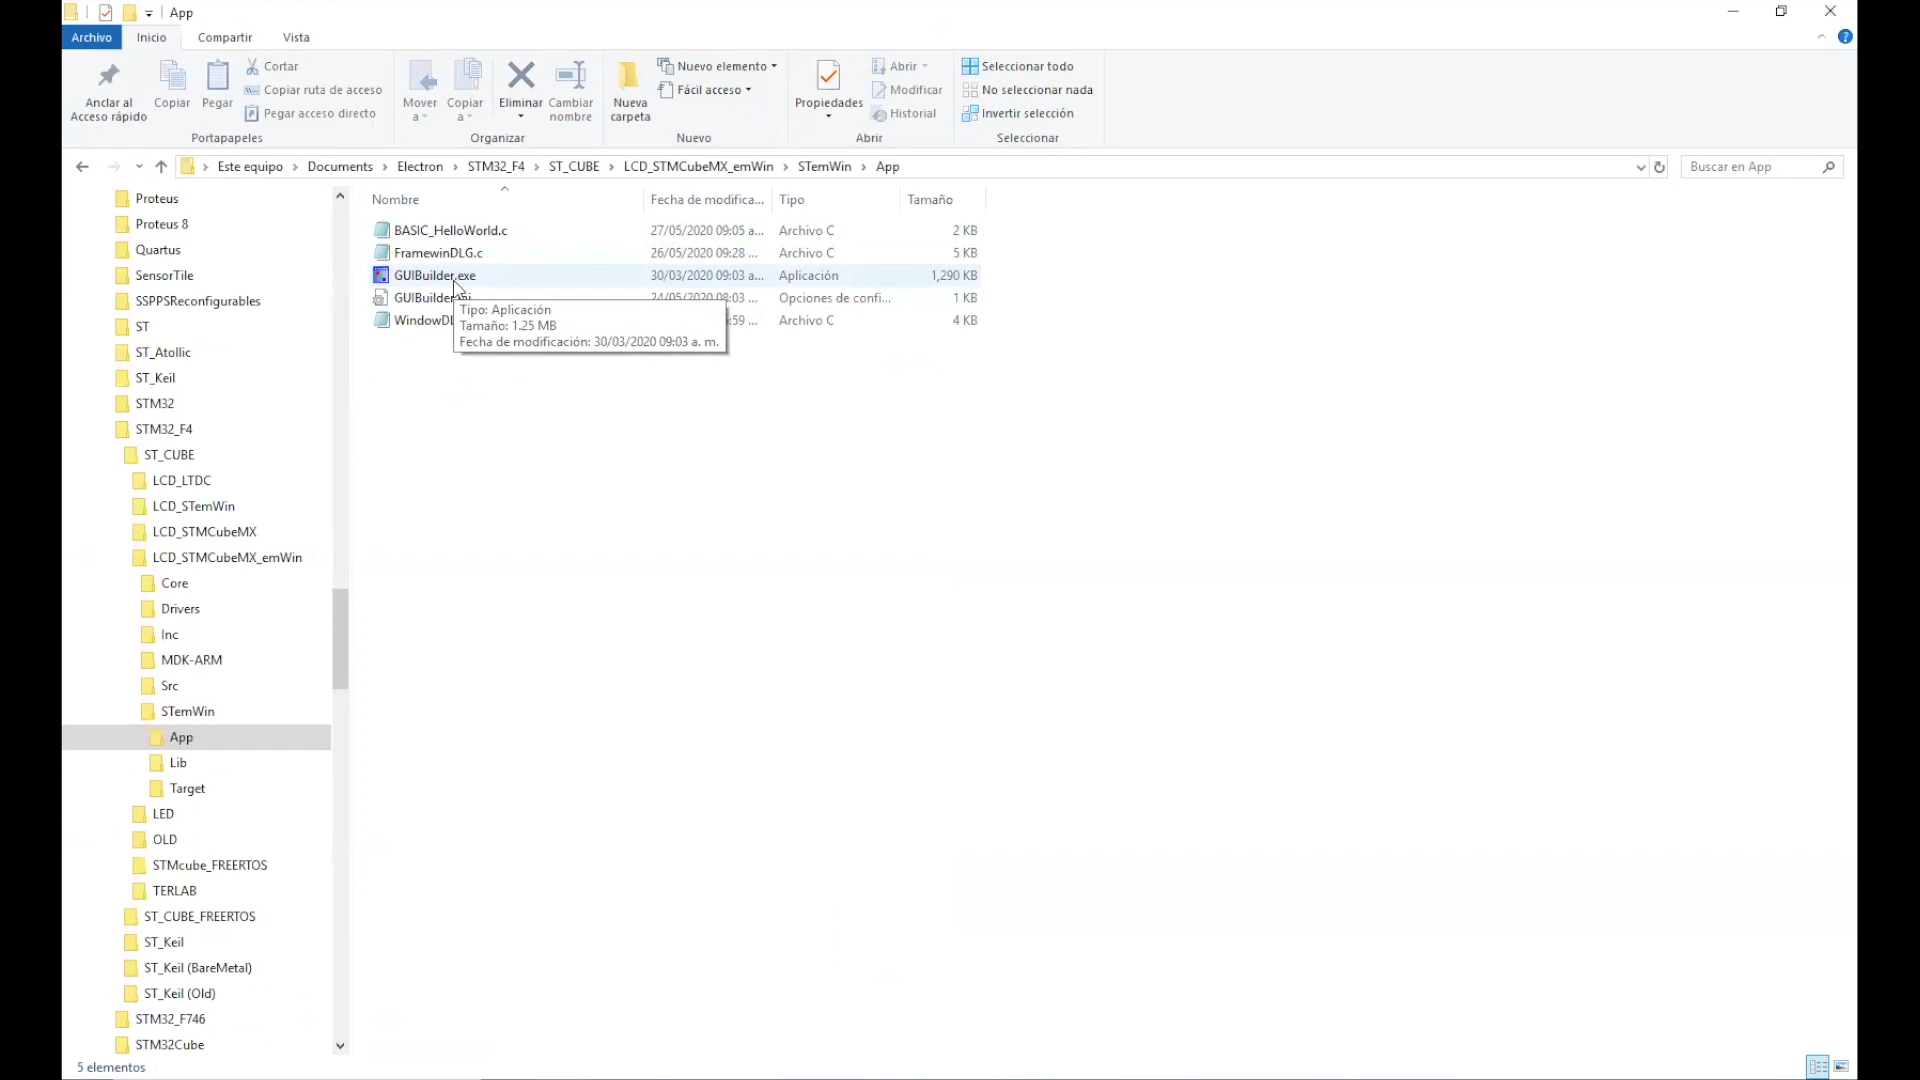 App
Archivo Inicio Compartir Vista
Anclar al Acceso rápido
Copiar
Pegar
Cortar
Copiar ruta de acceso
Pegar acceso directo
Portapapeles
Mover a
Copiar a
Eliminar
Cambiar nombre
Organizar
Nueva carpeta
Nuevo elemento
Fácil acceso
Nuevo
Propiedades
Abrir
Modificar
Historial
Abrir
Seleccionar todo
No seleccionar nada
Invertir selección
Seleccionar
Este equipo > Documents > Electron > STM32_F4 > ST_CUBE > LCD_STMCubeMX_emWin > STemWin > App
Buscar en App
Proteus
Proteus 8
Quartus
SensorTile
SSPPSReconfigurables
ST
ST_Atollic
ST_Keil
STM32
STM32_F4
ST_CUBE
LCD_LTDC
LCD_STemWin
LCD_STMCubeMX
LCD_STMCubeMX_emWin
Core
Drivers
Inc
MDK-ARM
Src
STemWin
App
Lib
Target
LED
OLD
STMcube_FREERTOS
TERLAB
ST_CUBE_FREERTOS
ST_Keil
ST_Keil (BareMetal)
ST_Keil (Old)
STM32_F746
STM32Cube
Nombre Fecha de modifica... Tipo Tamaño
BASIC_HelloWorld.c 27/05/2020 09:05 a... Archivo C 2 KB
FramewinDLG.c 26/05/2020 09:28 ... Archivo C 5 KB
GUIBuilder.exe 30/03/2020 09:03 a... Aplicación 1,290 KB
24/05/2020 08:03 ... Opciones de confi... 1 KB
:59 ... Archivo C 4 KB
Tipo: Aplicación
Tamaño: 1.25 MB
Fecha de modificación: 30/03/2020 09:03 a. m.
5 elementos